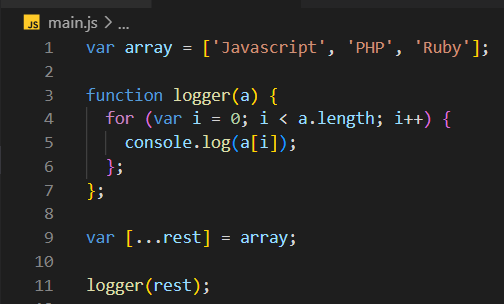 JS main.js > ...
1 var array = ['Javascript', 'PHP', 'Ruby'];
2
3 function logger(a) {
4   for (var i = 0; i < a.length; i++) {
5     console.log(a[i]);
6   };
7 };
8
9 var [...rest] = array;
10
11 logger(rest);